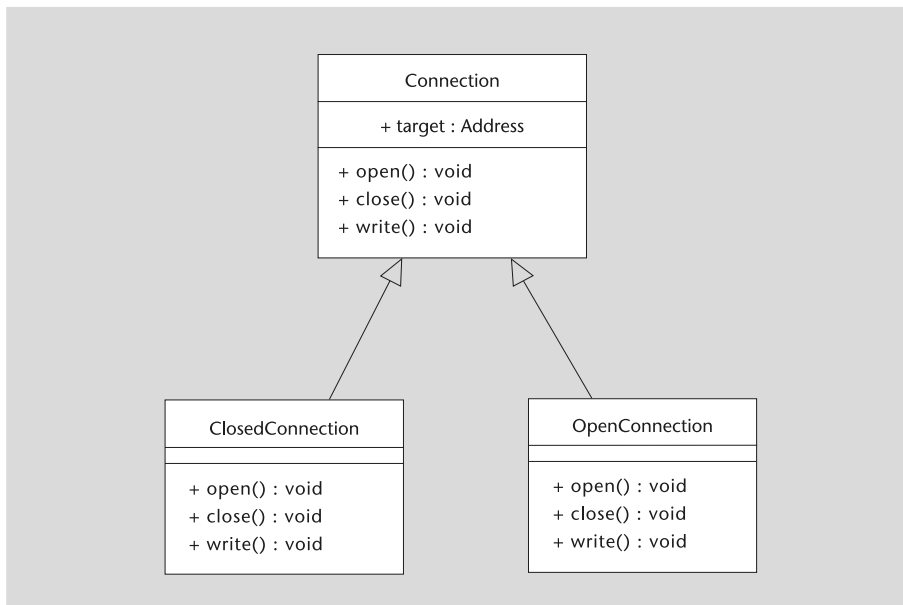 Connection
+ target : Address
+ open() : void
+ close() : void
+ write() : void
ClosedConnection
+ open() : void
+ close() : void
+ write() : void
OpenConnection
+ open() : void
+ close() : void
+ write() : void